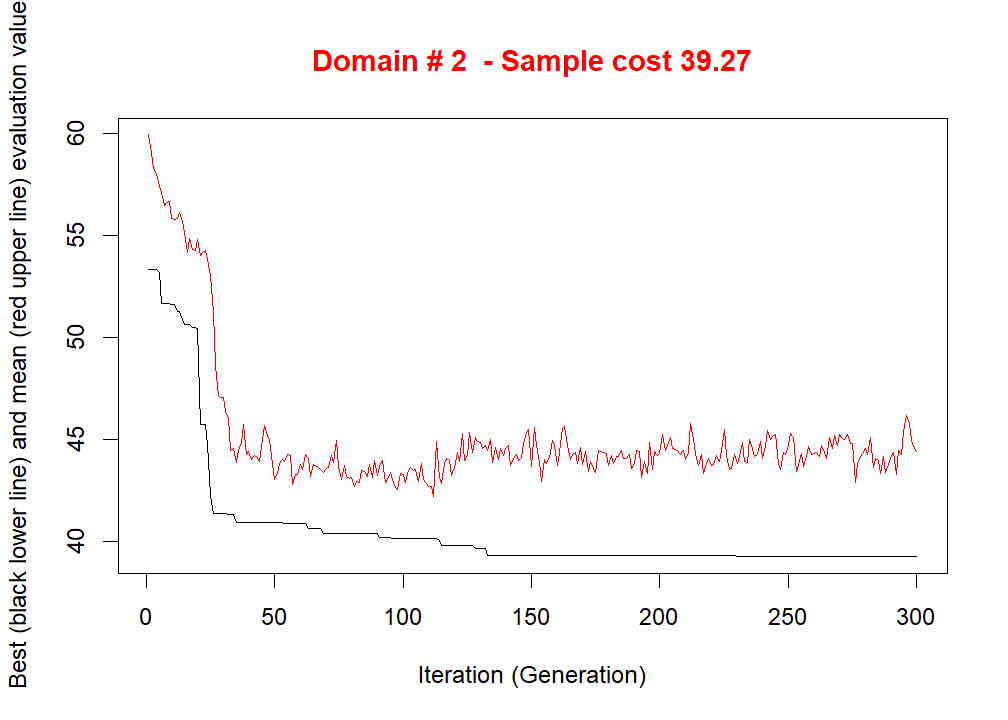 Domain # 2  - Sample cost 39.27
Best (black lower line) and mean (red upper line) evaluation value
60
55
50
45
40
0 50 100 150 200 250 300
Iteration (Generation)